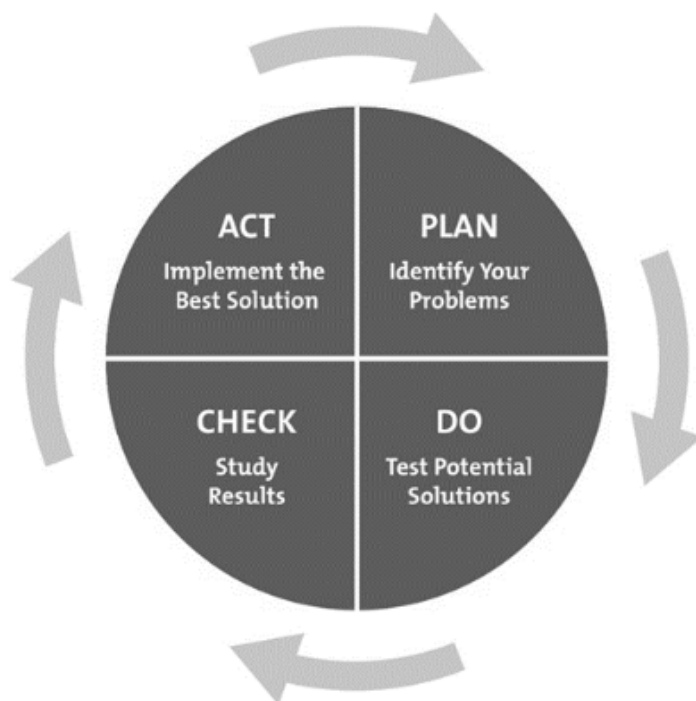 ACT
Implement the
Best Solution
PLAN
Identify Your
Problems
CHECK
Study
Results
DO
Test Potential
Solutions